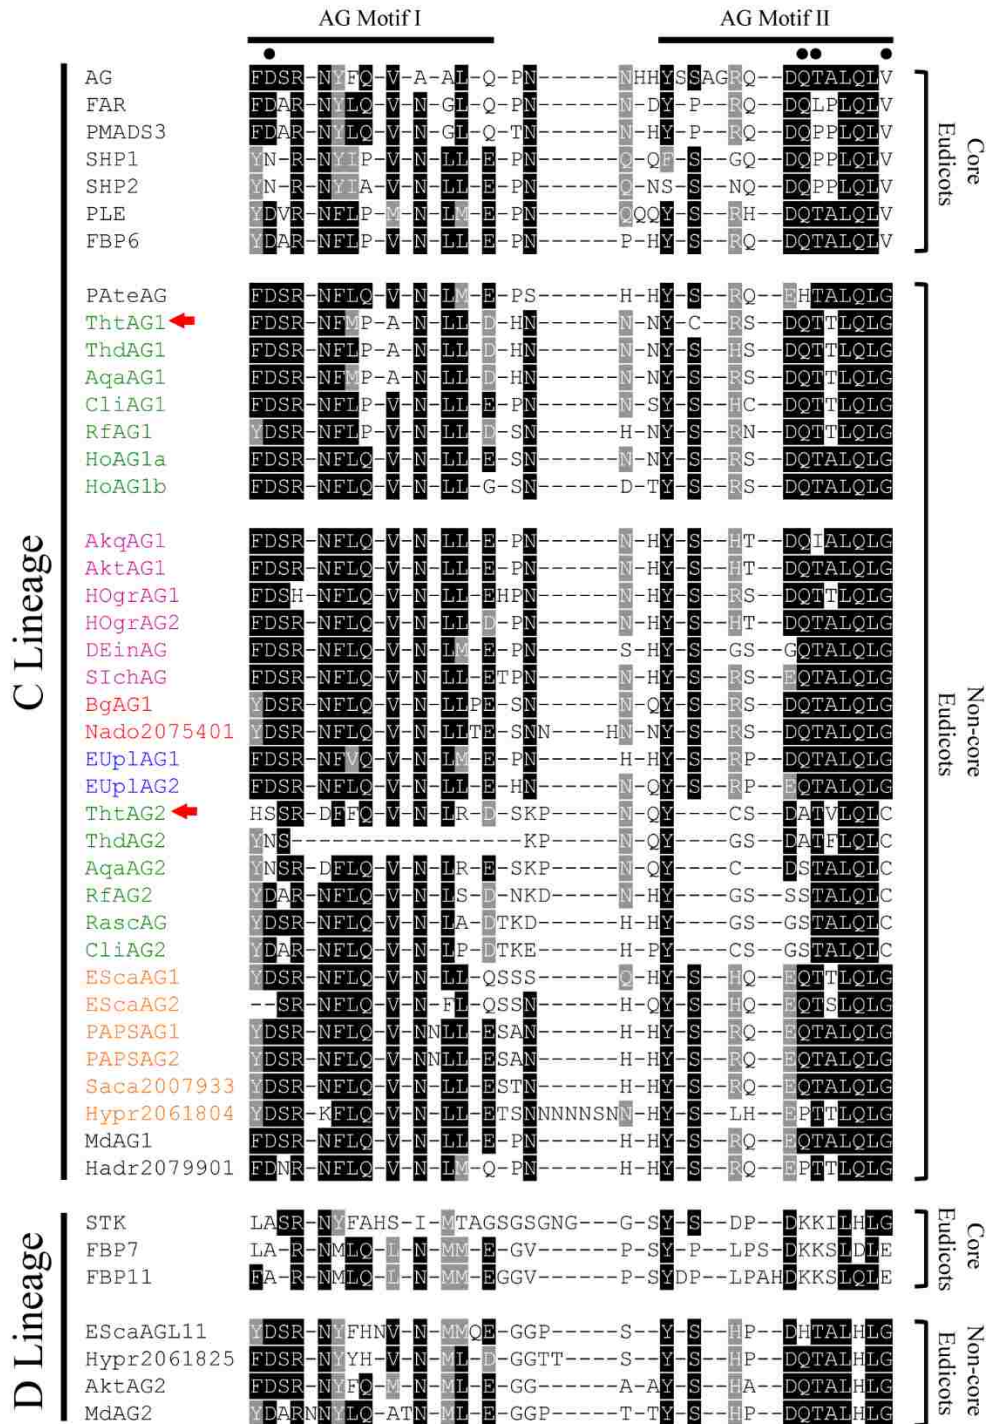 AG Motif I AG Motif II
C Lineage
AG FDSR-NYFQ-V-A-AL-Q-PN------NHHYSSAGRQ--DQTALQLV
FAR FDAR-NYLQ-V-N-GL-Q-PN------N-DY-P--RQ--DQLPLQLV
PMADS3 FDAR-NYLQ-V-N-GL-Q-TN------N-HY-P--RQ--DQPPLQLV
SHP1 YN-R-NYIP-V-N-LL-E-PN------Q-QF-S--GQ--DQPPLQLV
SHP2 YN-R-NYIA-V-N-LL-E-PN------Q-NS-S--NQ--DQPPLQLV
PLE YDVR-NFLP-M-N-LM-E-PN------QQQY-S--RH--DQTALQLV
FBP6 YDAR-NFLP-V-NLLL-E-PN------P-HY-S--RQ--DQTALQLV
Core Eudicots
PAteAG FDSR-NFLQ-V-N-LM-E-PS------H-HY-S--RQ--EHTALQLG
ThtAG1 FDSR-NFMP-A-N-LL-D-HN------N-NY-C--RS--DQTTLQLG
ThdAG1 FDSR-NFLP-A-N-LL-D-HN------N-NY-S--HS--DQTTLQLG
AqaAG1 FDSR-NFMP-A-N-LL-D-HN------N-NY-S--RS--DQTTLQLG
CliAG1 FDSR-NFLP-V-N-LL-E-PN------N-SY-S--HC--DQTTLQLG
RfAG1 YDSR-NFLP-V-N-LL-D-SN------H-NY-S--RN--DQTTLQLG
HoAG1a FDSR-NFLQ-V-N-LL-E-SN------N-NY-S--RS--DQTALQLG
HoAG1b FDSR-NFLQ-V-N-LL-G-SN------D-TY-S--RS--DQTALQLG
AkqAG1 FDSR-NFLQ-V-N-LL-E-PN------N-HY-S--HT--DQIALQLG
AktAG1 FDSR-NFLQ-V-N-LL-E-PN------N-HY-S--HT--DQTALQLG
HOgrAG1 FDSH-NFLQ-V-N-LL-EHPN------N-HY-S--RS--DQTTLQLG
HOgrAG2 FDSR-NFLQ-V-N-LL-D-PN------N-HY-S--HT--DQTALQLG
DEinAG FDSR-NFLQ-V-N-LM-E-PN------S-HY-S--GS--GQTALQLG
SIchAG FDSR-NFLQ-V-N-LL-ETPN------N-HY-S--RS--EQTALQLG
BgAG1 YDSR-NFLQ-V-N-LLPE-SN------N-QY-S--RS--DQTALQLG
Nado2075401 YDSR-NFLQ-V-N-LLTE-SNN----HN-NY-S--RS--DQTALQLG
EUplAG1 FDSR-NFVQ-V-N-LM-E-PN------N-HY-S--RP--DQTALQLG
EUplAG2 FDSR-NFLQ-V-N-LL-E-HN------N-QY-S--RP--EQTALQLG
ThtAG2 HSSR-DFFQ-V-N-LR-D-SKP-----N-QY----CS--DATVLQLC
ThdAG2 YNS-----------------KP-----N-QY----GS--DATFLQLC
AqaAG2 YNSR-DFLQ-V-N-LR-E-SKP-----N-QY----C---DSTALQLC
RfAG2 YDAR-NFLQ-V-N-LS-D-NKD-----N-HY----GS--SSTALQLC
RascAG YDSR-NFLQ-V-N-LA-DTKD------H-HY----GS--GSTALQLC
CliAG2 YDAR-NFLQ-V-N-LP-DTKE------H-PY----CS--GSTALQLC
EScaAG1 YDSR-NFLQ-V-N-LL-QSSS------Q-HY-S--HQ--EQTTLQLG
EScaAG2 --SR-NFLQ-V-N-FL-QSSN------H-QY-S--HQ--EQTSLQLG
PAPSAG1 YDSR-NFLQ-V-NNLL-ESAN------H-HY-S--RQ--EQTALQLG
PAPSAG2 YDSR-NFLQ-V-NNLL-ESAN------H-HY-S--RQ--EQTALQLG
Saca2007933 YDSR-NFLQ-V-N-LL-ESTN------H-HY-S--RQ--EQTALQLG
Hypr2061804 YDSR-KFLQ-V-N-LL-ETSNNNNNSNN-HY-S--LH--EPTTLQLG
MdAG1 FDSR-NFLQ-V-N-LL-E-PN------H-HY-S--RQ--EQTALQLG
Hadr2079901 FDNR-NFLQ-V-N-LM-Q-PN------H-HY-S--RQ--EPTTLQLG
Non-core Eudicots
D Lineage
STK LASR-NYFAHS-I-MTAGSGSGNG---G-SY-S--DP--DKKILHLG
FBP7 LA-R-NMLQ-L-N-MM-E-GV------P-SY-P--LPS-DKKSLDLE
FBP11 FA-R-NMLQ-L-N-MM-EGGV------P-SYDP--LPAHDKKSLQLE
Core Eudicots
EScaAGL11 YDSR-NYFHNV-N-MMQE-GGP-----S--Y-S--HP--DHTALHLG
Hypr2061825 FDSR-NYYH-V-N-ML-D-GGTT----S--Y-S--HP--DQTALHLG
AktAG2 FDSR-NYFQ-M-N-ML-E-GG------A-AY-S--HA--DQTALQLG
MdAG2 YDARNNYLQ-ATN-ML-E-GGP-----T-TY-S--HP--DQTALQLG
Non-core Eudicots